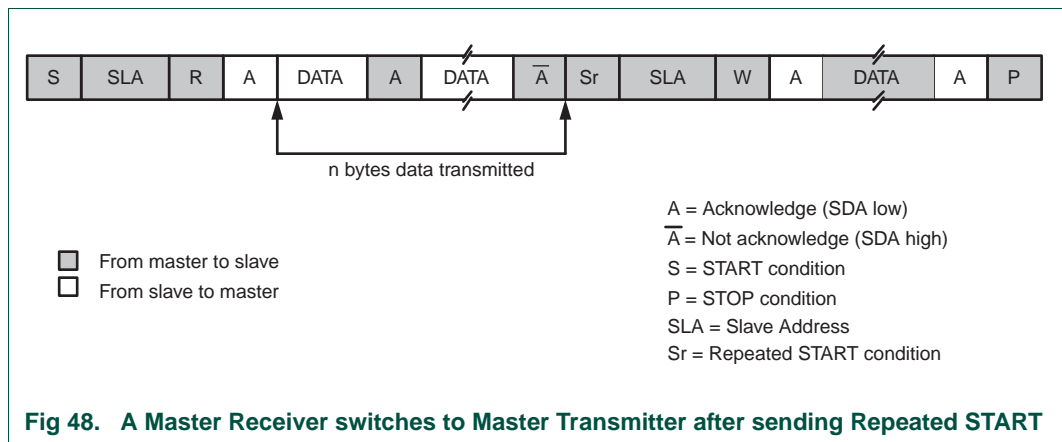 S SLA R A DATA A DATA A̅ Sr SLA W A DATA A P
n bytes data transmitted
A = Acknowledge (SDA low)
A̅ = Not acknowledge (SDA high)
From master to slave
S = START condition
From slave to master
P = STOP condition
SLA = Slave Address
Sr = Repeated START condition
Fig 48. A Master Receiver switches to Master Transmitter after sending Repeated START